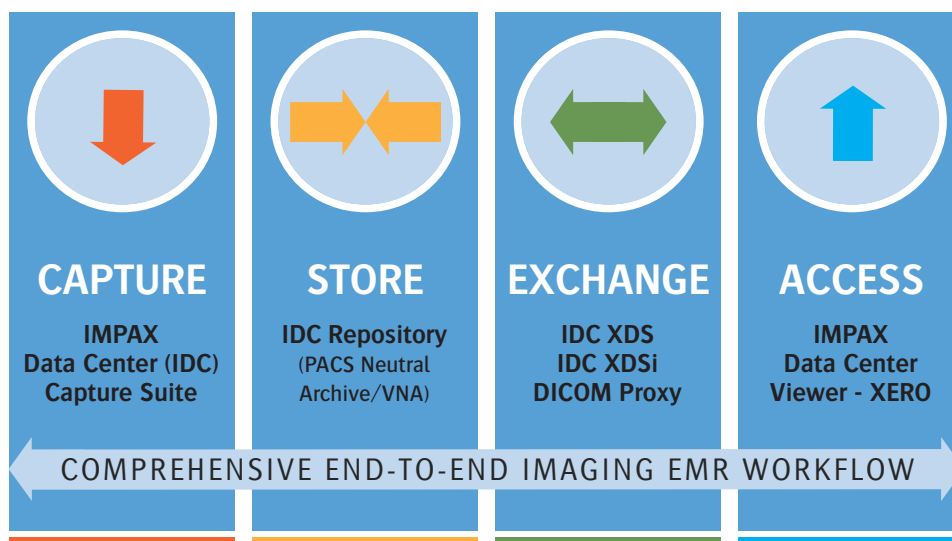 CAPTURE
IMPAX
Data Center (IDC)
Capture Suite
STORE
IDC Repository
(PACS Neutral
Archive/VNA)
EXCHANGE
IDC XDS
IDC XDSi
DICOM Proxy
ACCESS
IMPAX
Data Center
Viewer - XERO
COMPREHENSIVE END-TO-END IMAGING EMR WORKFLOW